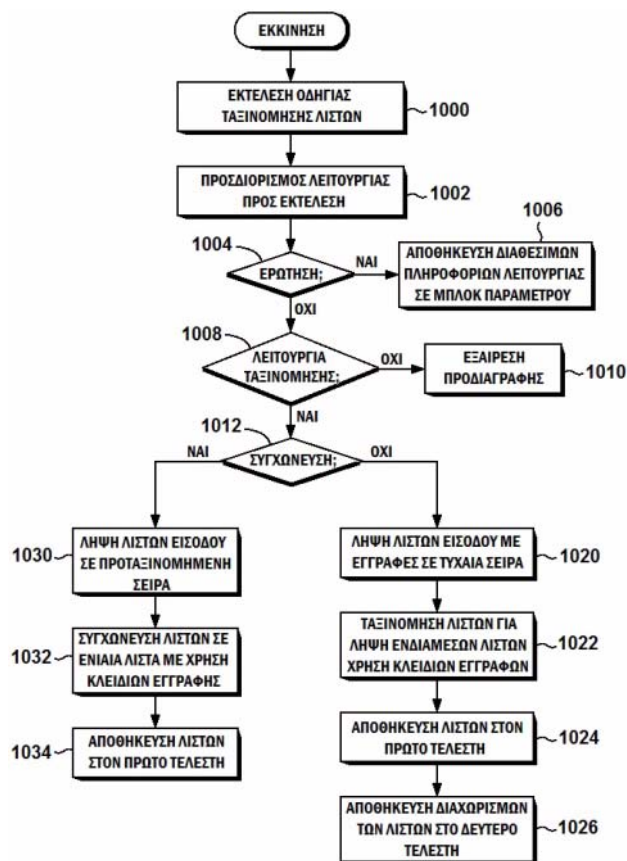 ΕΚΚΙΝΗΣΗ
ΕΚΤΕΛΕΣΗ ΟΔΗΓΙΑΣ
ΤΑΞΙΝΟΜΗΣΗΣ ΛΙΣΤΩΝ
1000
ΠΡΟΣΔΙΟΡΙΣΜΟΣ ΛΕΙΤΟΥΡΓΙΑΣ
ΠΡΟΣ ΕΚΤΕΛΕΣΗ
1002
1004
ΕΡΩΤΗΣΗ;
ΝΑΙ
1006
ΑΠΟΘΗΚΕΥΣΗ ΔΙΑΘΕΣΙΜΩΝ
ΠΛΗΡΟΦΟΡΙΩΝ ΛΕΙΤΟΥΡΓΙΑΣ
ΣΕ ΜΠΛΟΚ ΠΑΡΑΜΕΤΡΟΥ
ΟΧΙ
1008
ΛΕΙΤΟΥΡΓΙΑ
ΤΑΞΙΝΟΜΗΣΗΣ;
ΟΧΙ
ΕΞΑΙΡΕΣΗ
ΠΡΟΔΙΑΓΡΑΦΗΣ
1010
ΝΑΙ
1012
ΣΥΓΧΩΝΕΥΣΗ;
ΝΑΙ
ΟΧΙ
1030
ΛΗΨΗ ΛΙΣΤΩΝ ΕΙΣΟΔΟΥ
ΣΕ ΠΡΟΤΑΞΙΝΟΜΗΜΕΝΗ
ΣΕΙΡΑ
1032
ΣΥΓΧΩΝΕΥΣΗ ΛΙΣΤΩΝ ΣΕ
ΕΝΙΑΙΑ ΛΙΣΤΑ ΜΕ ΧΡΗΣΗ
ΚΛΕΙΔΙΩΝ ΕΓΓΡΑΦΗΣ
1034
ΑΠΟΘΗΚΕΥΣΗ ΛΙΣΤΩΝ
ΣΤΟΝ ΠΡΩΤΟ ΤΕΛΕΣΤΗ
ΛΗΨΗ ΛΙΣΤΩΝ ΕΙΣΟΔΟΥ ΜΕ
ΕΓΓΡΑΦΕΣ ΣΕ ΤΥΧΑΙΑ ΣΕΙΡΑ
1020
ΤΑΞΙΝΟΜΗΣΗ ΛΙΣΤΩΝ ΓΙΑ
ΛΗΨΗ ΕΝΔΙΑΜΕΣΩΝ ΛΙΣΤΩΝ
ΧΡΗΣΗ ΚΛΕΙΔΙΩΝ ΕΓΓΡΑΦΩΝ
1022
ΑΠΟΘΗΚΕΥΣΗ ΛΙΣΤΩΝ ΣΤΟΝ
ΠΡΩΤΟ ΤΕΛΕΣΤΗ
1024
ΑΠΟΘΗΚΕΥΣΗ ΔΙΑΧΩΡΙΣΜΩΝ
ΤΩΝ ΛΙΣΤΩΝ ΣΤΟ ΔΕΥΤΕΡΟ
ΤΕΛΕΣΤΗ
1026